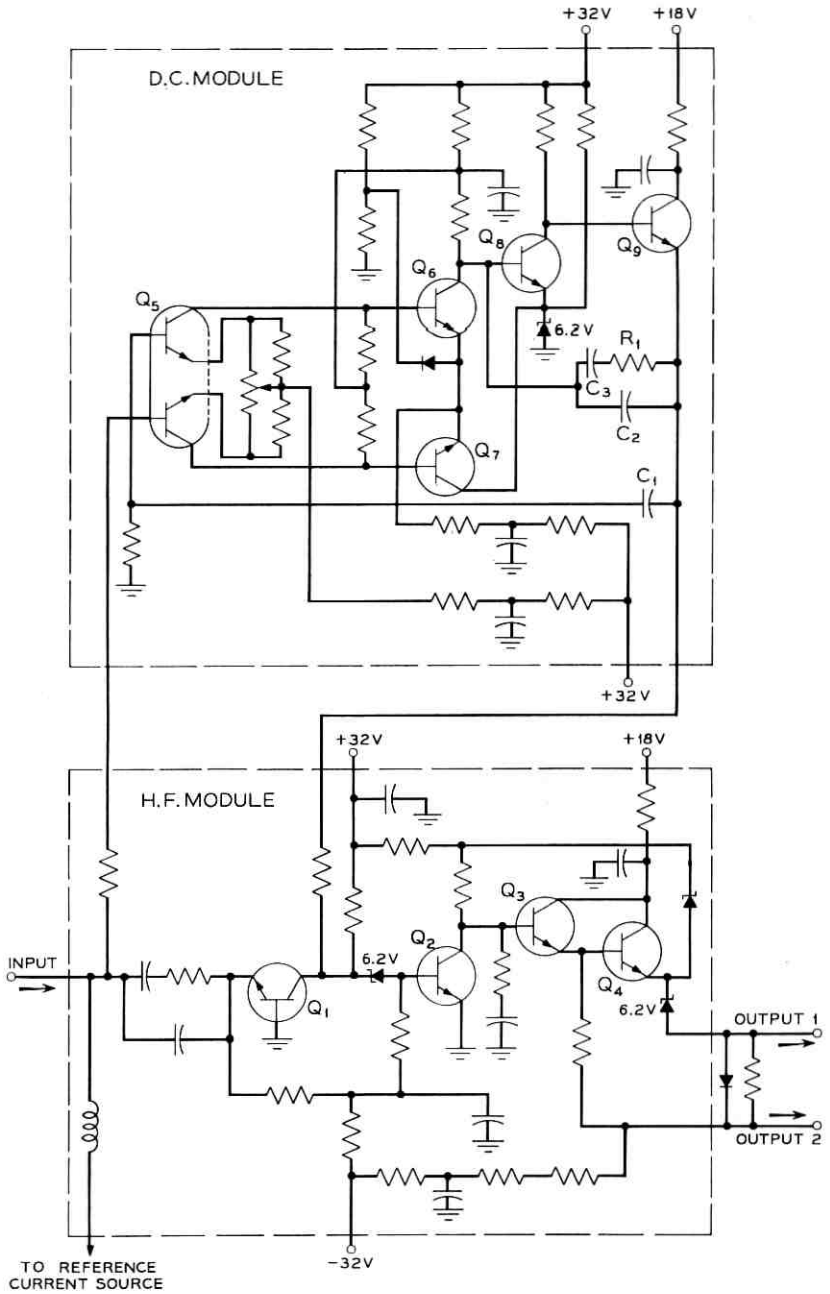 +32V
+18V
D.C. MODULE
Q9
Q8
Q6
Q5
6.2V
R1
C3
C2
Q7
C1
+32V
+32V
+18V
H.F. MODULE
Q3
Q2
INPUT
6.2V
Q4
Q1
6.2V
OUTPUT 1
OUTPUT 2
-32V
TO REFERENCE
CURRENT SOURCE